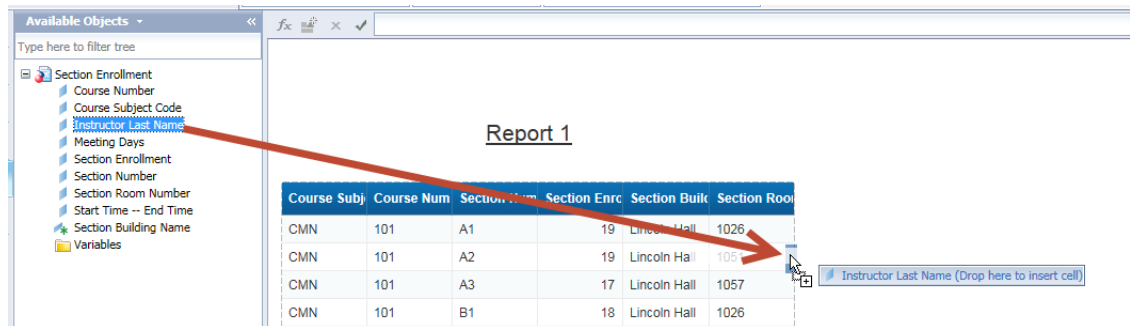 Available Objects
Type here to filter tree
Section Enrollment
Course Number
Course Subject Code
Instructor Last Name
Meeting Days
Section Enrollment
Section Number
Section Room Number
Start Time -- End Time
Section Building Name
Variables
fx
Report 1
Course Subj Course Num Section Num Section Enro Section Build Section Roo
CMN 101 A1 19 Lincoln Hall 1026
CMN 101 A2 19 Lincoln Hall 105
CMN 101 A3 17 Lincoln Hall 1057
CMN 101 B1 18 Lincoln Hall 1026
Instructor Last Name (Drop here to insert cell)